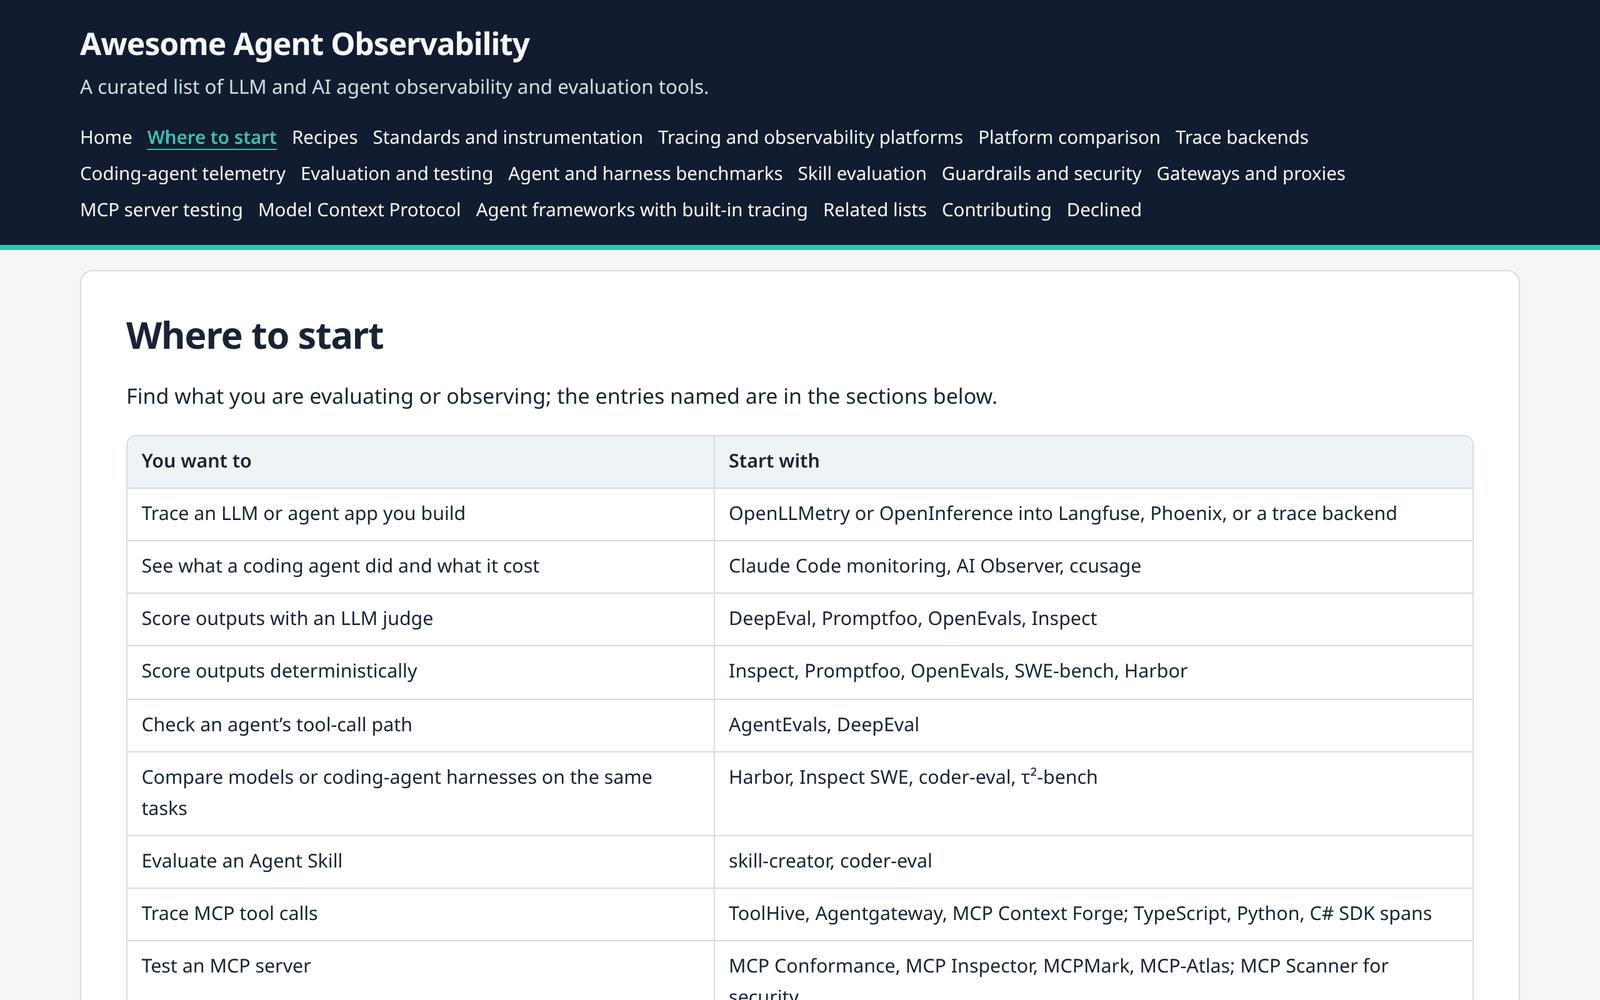 Awesome Agent Observability
A curated list of LLM and AI agent observability and evaluation tools.
Home Where to start Recipes Standards and instrumentation Tracing and observability platforms Platform comparison Trace backends
Coding-agent telemetry Evaluation and testing Agent and harness benchmarks Skill evaluation Guardrails and security Gateways and proxies
MCP server testing Model Context Protocol Agent frameworks with built-in tracing Related lists Contributing Declined
Where to start
Find what you are evaluating or observing; the entries named are in the sections below.
You want to Start with
Trace an LLM or agent app you build OpenLLMetry or OpenInference into Langfuse, Phoenix, or a trace backend
See what a coding agent did and what it cost Claude Code monitoring, AI Observer, ccusage
Score outputs with an LLM judge DeepEval, Promptfoo, OpenEvals, Inspect
Score outputs deterministically Inspect, Promptfoo, OpenEvals, SWE-bench, Harbor
Check an agent’s tool-call path AgentEvals, DeepEval
Compare models or coding-agent harnesses on the same Harbor, Inspect SWE, coder-eval, τ²-bench
tasks
Evaluate an Agent Skill skill-creator, coder-eval
Trace MCP tool calls ToolHive, Agentgateway, MCP Context Forge; TypeScript, Python, C# SDK spans
Test an MCP server MCP Conformance, MCP Inspector, MCPMark, MCP-Atlas; MCP Scanner for
security